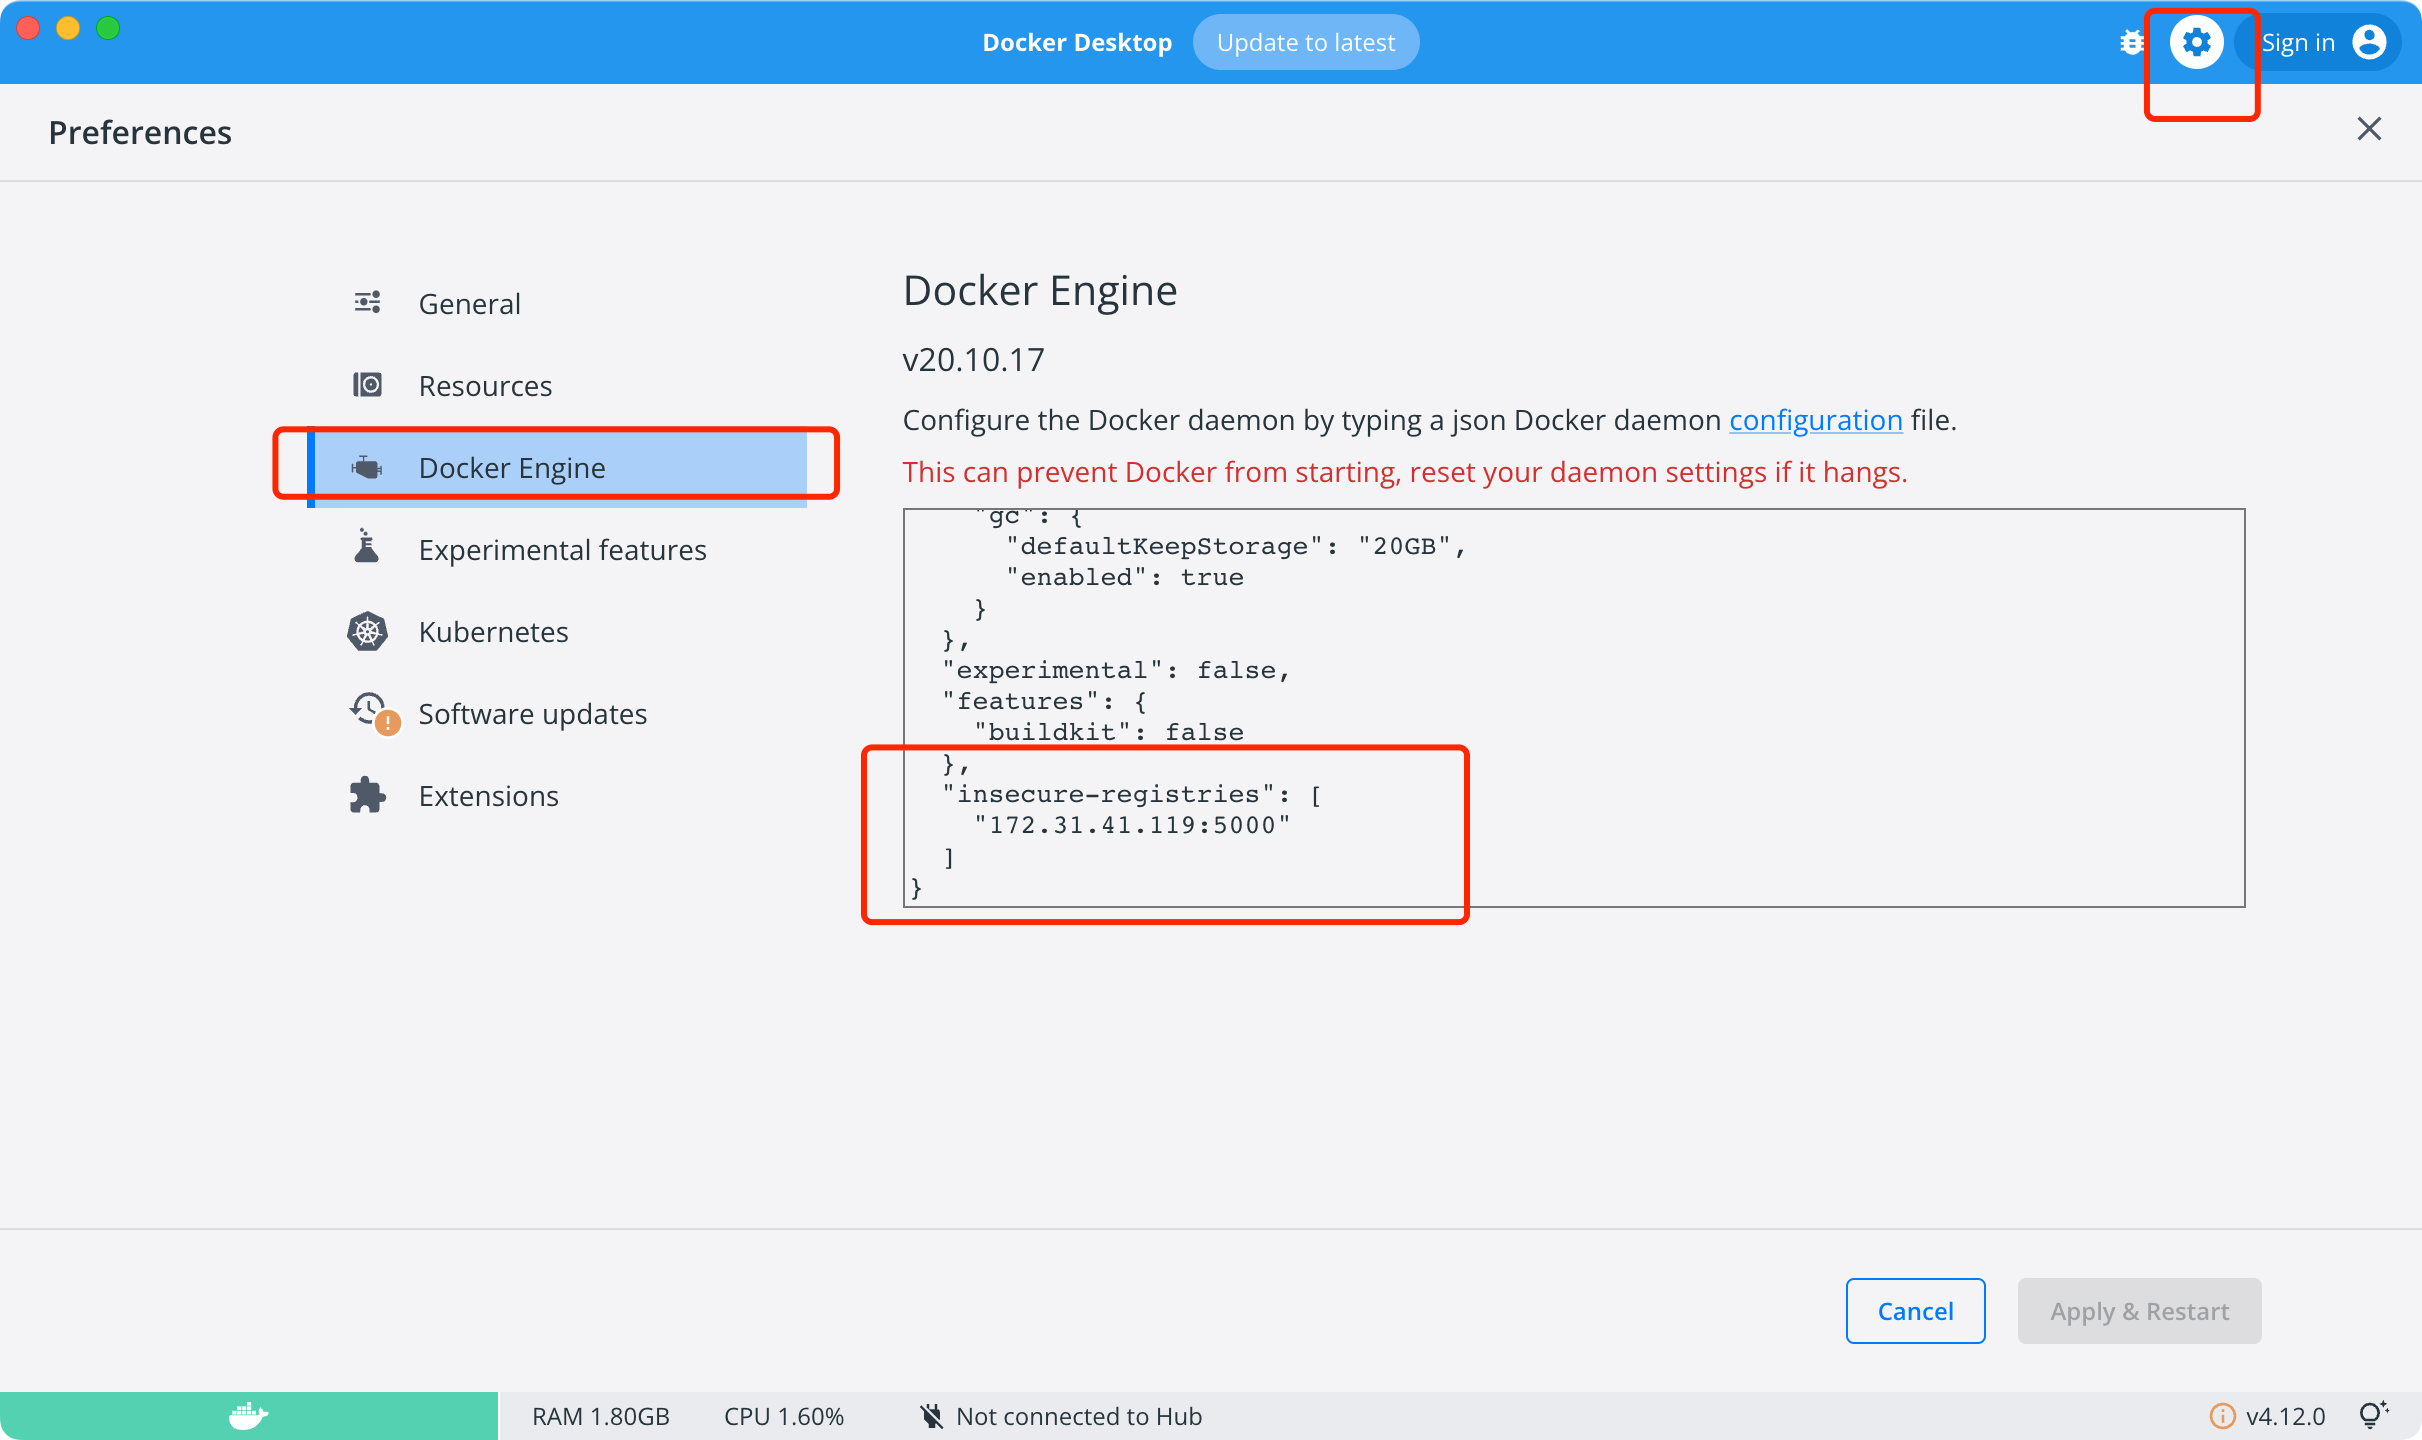 Docker Desktop
Update to latest
Sign in
Preferences
General
Resources
Docker Engine
Experimental features
Kubernetes
Software updates
Extensions
Docker Engine
v20.10.17
Configure the Docker daemon by typing a json Docker daemon configuration file.
This can prevent Docker from starting, reset your daemon settings if it hangs.
"gc": {
"defaultKeepStorage": "20GB",
"enabled": true
}
},
"experimental": false,
"features": {
"buildkit": false
},
"insecure-registries": [
"172.31.41.119:5000"
]
}
Cancel
Apply & Restart
RAM 1.80GB
CPU 1.60%
Not connected to Hub
v4.12.0